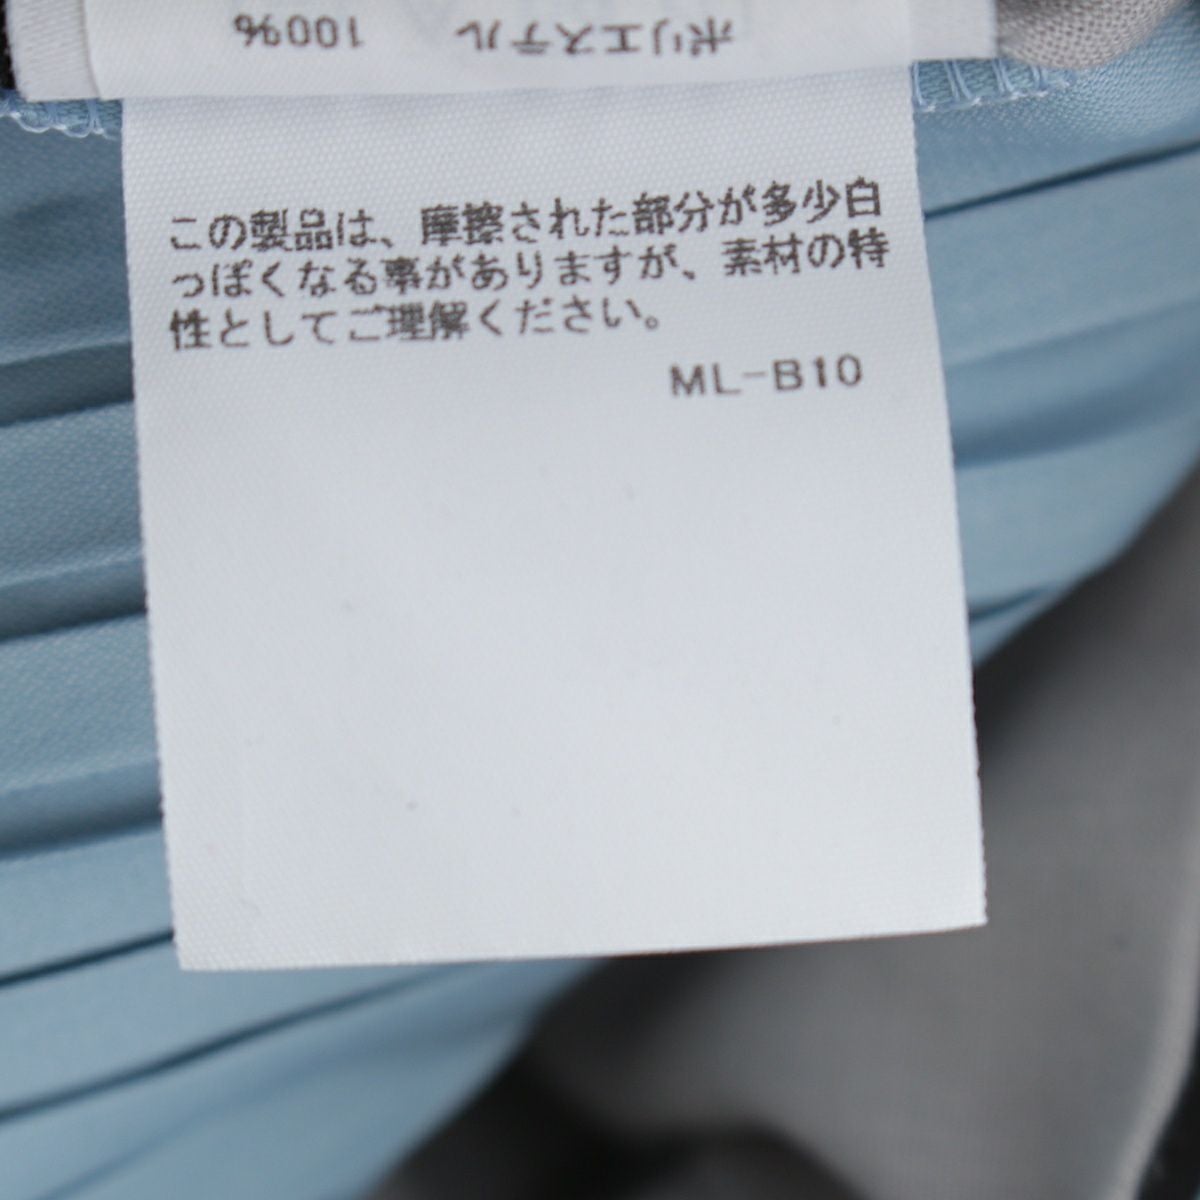 ポリエステル 100%
この製品は、摩擦された部分が多少白
っぽくなる事がありますが、素材の特
性としてご理解ください。
ML-B10